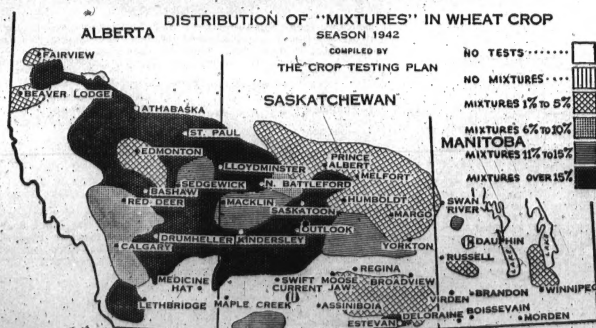 DISTRIBUTION OF "MIXTURES" IN WHEAT CROP
SEASON 1942
COMPILED BY
THE CROP TESTING PLAN
ALBERTA
SASKATCHEWAN
MANITOBA
NO TESTS
NO MIXTURES
MIXTURES 1% TO 5%
MIXTURES 6% TO 10%
MIXTURES 11% TO 15%
MIXTURES OVER 15%
FAIRVIEW
BEAVER LODGE
ATHABASKA
ST. PAUL
EDMONTON
LLOYDMINSTER
PRINCE
ALBERT
MELFORT
SEDGEWICK
N. BATTLEFORD
BASHAW
RED DEER
MACKLIN
HUMBOLDT
SASKATOON
MARGO
SWAN
RIVER
OUTLOOK
DRUMHELLER
KINDERSLEY
CALGARY
YORKTON
DAUPHIN
RUSSELL
REGINA
MEDICINE
HAT
SWIFT
CURRENT
MOOSE
JAW
BROADVIEW
VIRDEN
BRANDON
WINNIPEG
LETHBRIDGE
MAPLE CREEK
ASSINIBOIA
DELORAINE
BOISSEVAIN
ESTEVAN
MORDEN